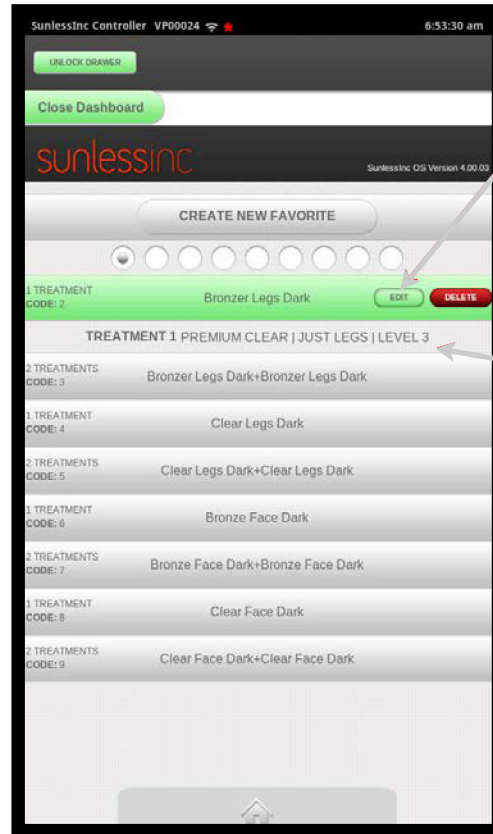 SunlessInc Controller VP00024 6:53:30 am
UNLOCK DRAWER
Close Dashboard
sunlessinc
SunlessInc OS Version 4.00.03
CREATE NEW FAVORITE
1 TREATMENT
CODE: 2
Bronzer Legs Dark
EDIT
DELETE
TREATMENT 1 PREMIUM CLEAR | JUST LEGS | LEVEL 3
2 TREATMENTS
CODE: 3
Bronzer Legs Dark+Bronzer Legs Dark
1 TREATMENT
CODE: 4
Clear Legs Dark
2 TREATMENTS
CODE: 5
Clear Legs Dark+Clear Legs Dark
1 TREATMENT
CODE: 6
Bronze Face Dark
2 TREATMENTS
CODE: 7
Bronze Face Dark+Bronze Face Dark
1 TREATMENT
CODE: 8
Clear Face Dark
2 TREATMENTS
CODE: 9
Clear Face Dark+Clear Face Dark